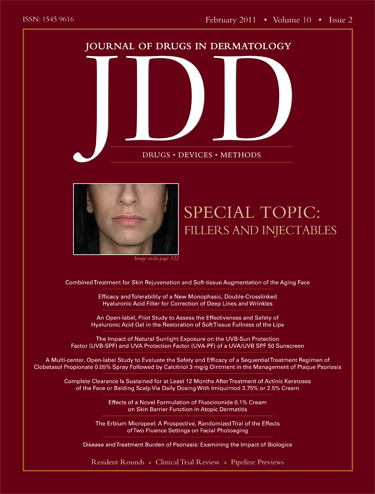 ISSN: 1545 9616
February 2011 • Volume 10 • Issue 2
JOURNAL OF DRUGS IN DERMATOLOGY
JDD
DRUGS • DEVICES • METHODS
SPECIAL TOPIC:
FILLERS AND INJECTABLES
Image credit page 122
Combined Treatment for Skin Rejuvenation and Soft-tissue Augmentation of the Aging Face
Efficacy and Tolerability of a New Monophasic, Double-Crosslinked
Hyaluronic Acid Filler for Correction of Deep Lines and Wrinkles
An Open-label, Pilot Study to Assess the Effectiveness and Safety of
Hyaluronic Acid Gel in the Restoration of Soft Tissue Fullness of the Lips
The Impact of Natural Sunlight Exposure on the UVB-Sun Protection
Factor (UVB-SPF) and UVA Protection Factor (UVA-PF) of a UVA/UVB SPF 50 Sunscreen
A Multi-center, Open-label Study to Evaluate the Safety and Efficacy of a Sequential Treatment Regimen of
Clobetasol Propionate 0.05% Spray Followed by Calcitriol 3 mg/g Ointment in the Management of Plaque Psoriasis
Complete Clearance Is Sustained for at Least 12 Months After Treatment of Actinic Keratoses
of the Face or Balding Scalp Via Daily Dosing With Imiquimod 3.75% or 2.5% Cream
Effects of a Novel Formulation of Fluocinonide 0.1% Cream
on Skin Barrier Function in Atopic Dermatitis
The Erbium Micropeel: A Prospective, Randomized Trial of the Effects
of Two Fluence Settings on Facial Photoaging
Disease and Treatment Burden of Psoriasis: Examining the Impact of Biologics
Resident Rounds • Clinical Trial Review • Pipeline Previews